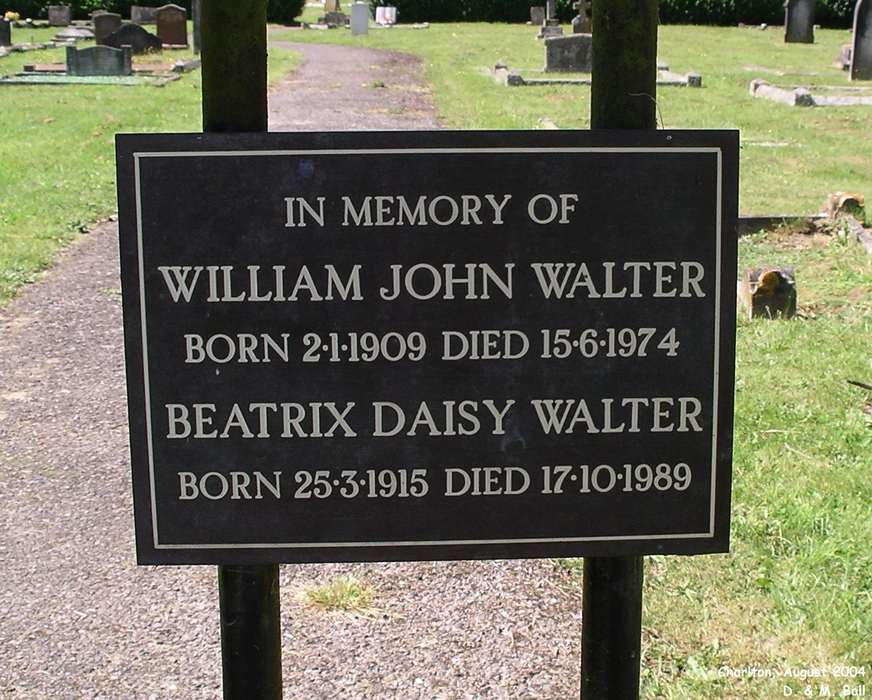 IN MEMORY OF
WILLIAM JOHN WALTER
BORN 2·1·1909 DIED 15·6·1974
BEATRIX DAISY WALTER
BORN 25·3·1915 DIED 17·10·1989
Charlton, August 2004
D. & M. Ball